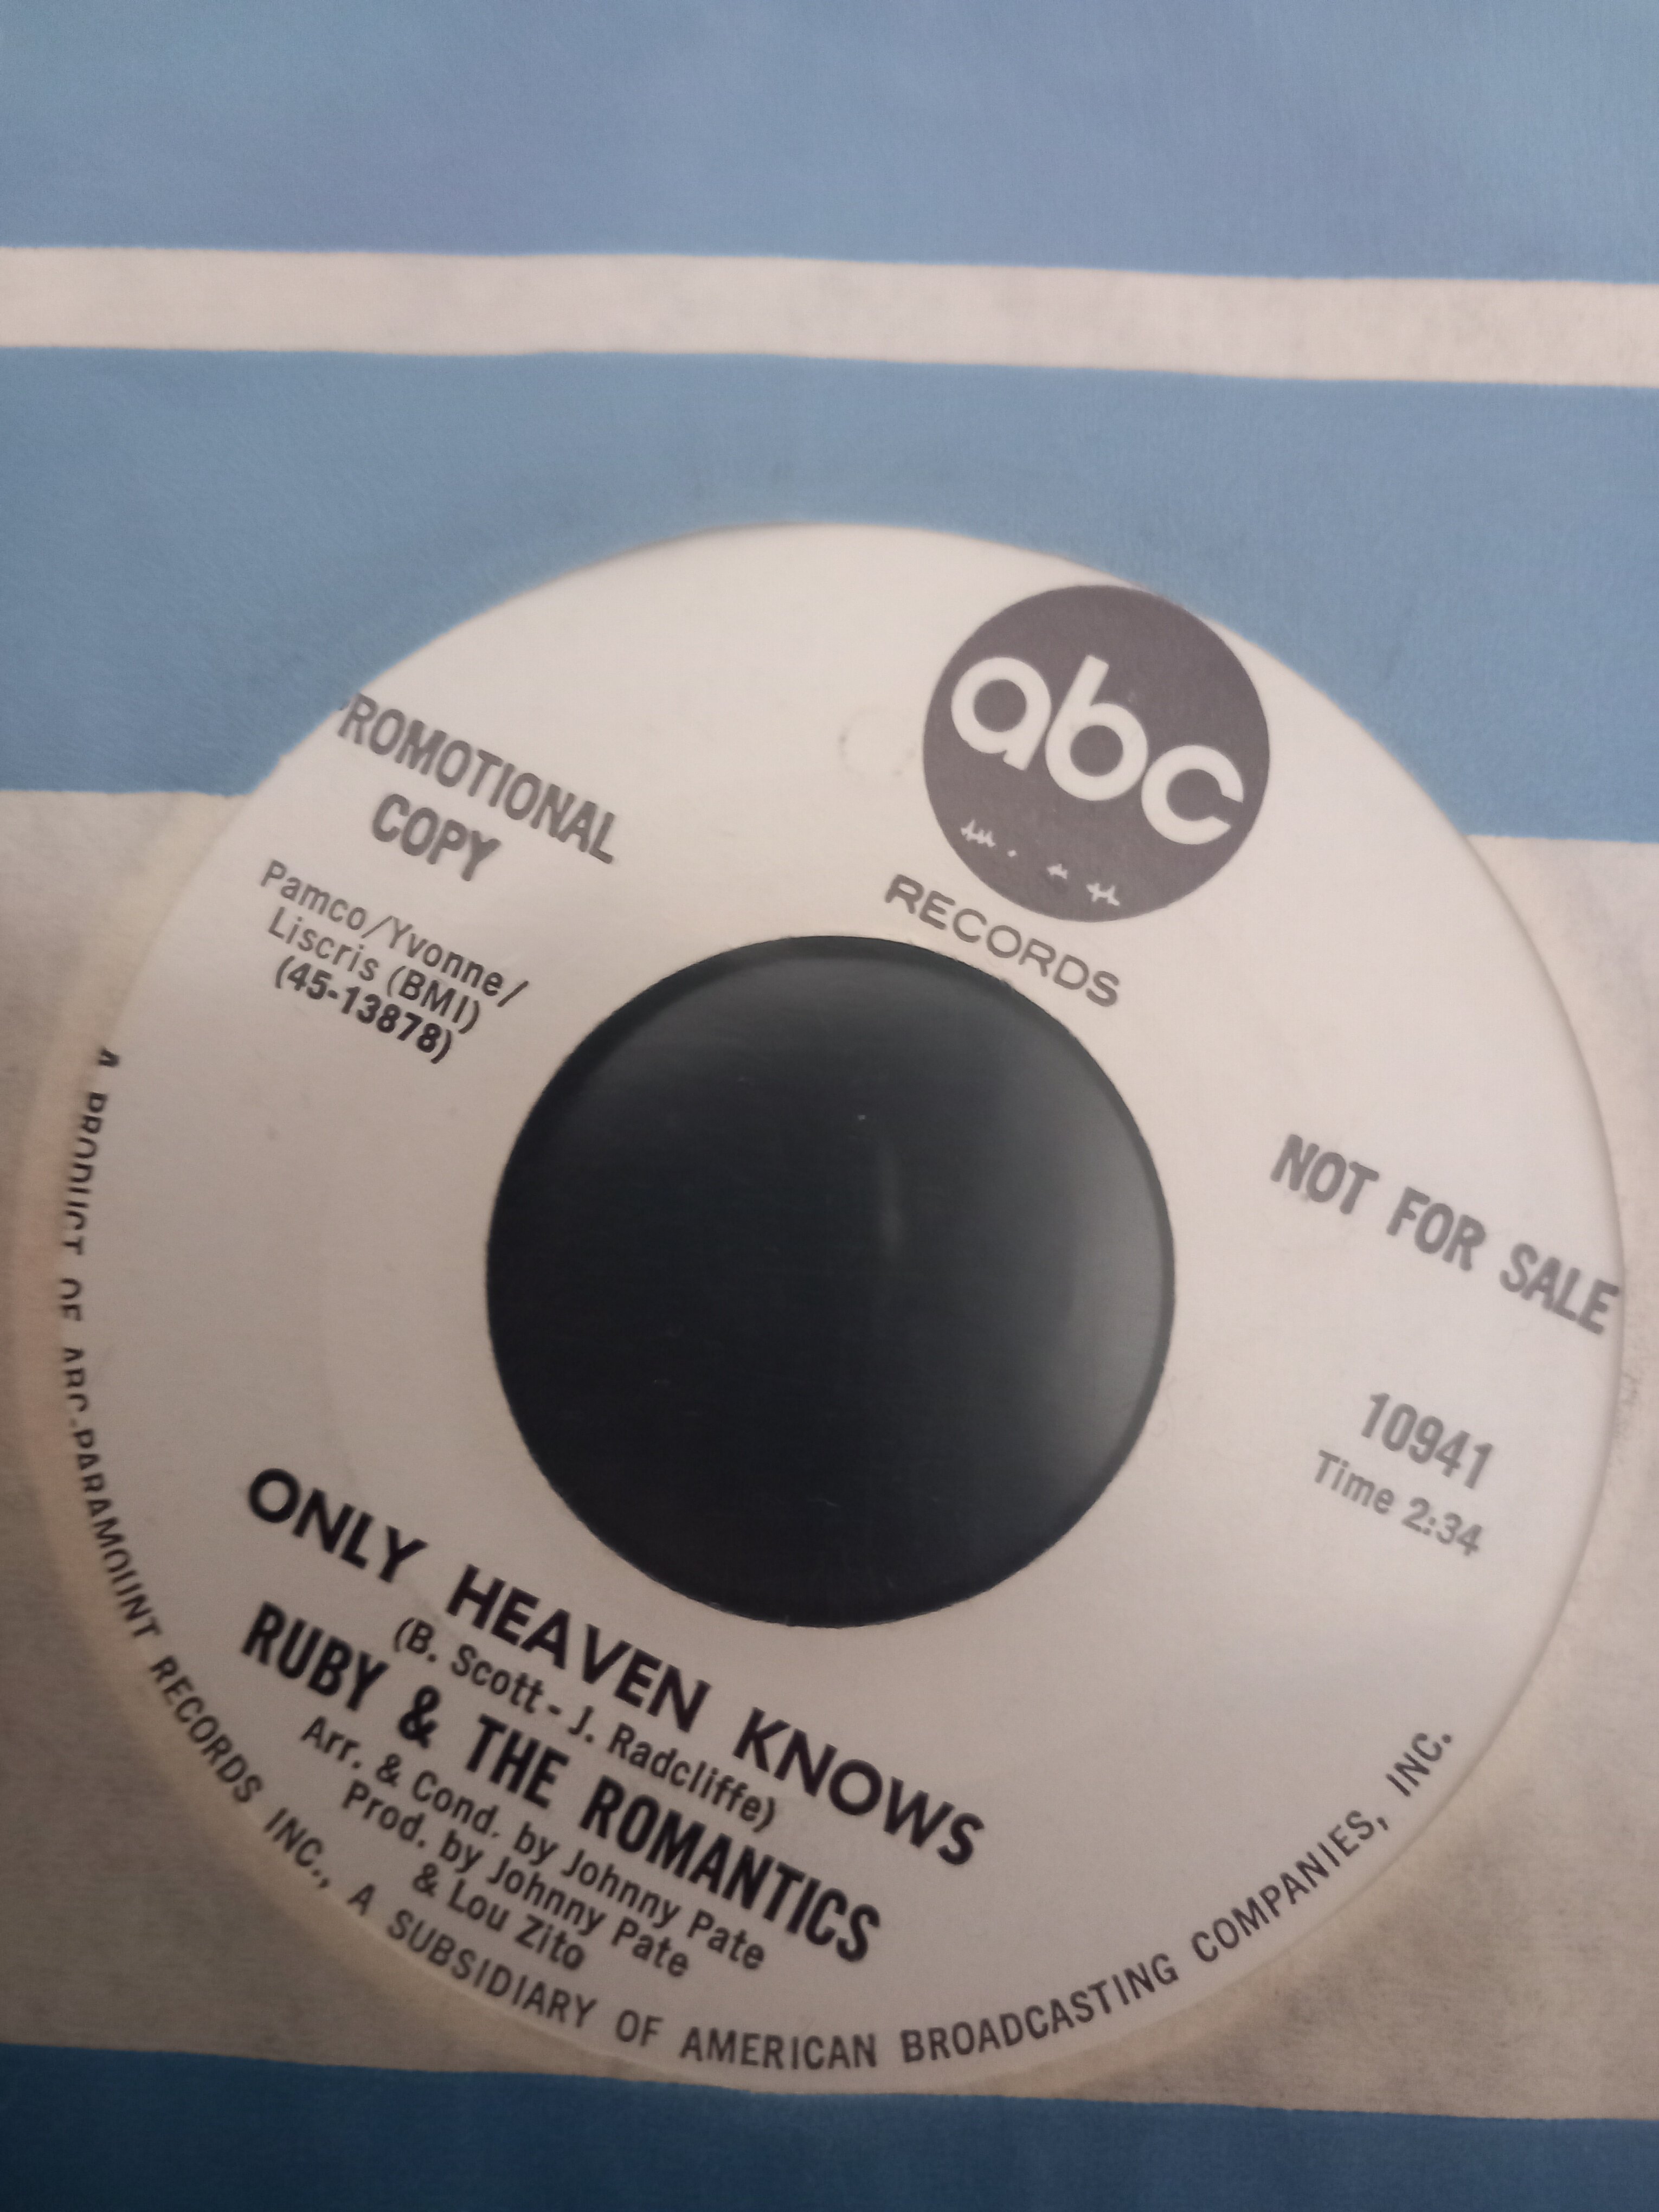 abc
RECORDS
PROMOTIONAL
COPY
Pamco/Yvonne/
Liscris (BMI)
(45-13878)
NOT FOR SALE
10941
Time 2:34
ONLY HEAVEN KNOWS
(B. Scott - J. Radcliffe)
RUBY & THE ROMANTICS
Arr. & Cond. by Johnny Pate
Prod. by Johnny Pate
& Lou Zito
A PRODUCT OF ABC-PARAMOUNT RECORDS INC., A SUBSIDIARY OF AMERICAN BROADCASTING COMPANIES, INC.